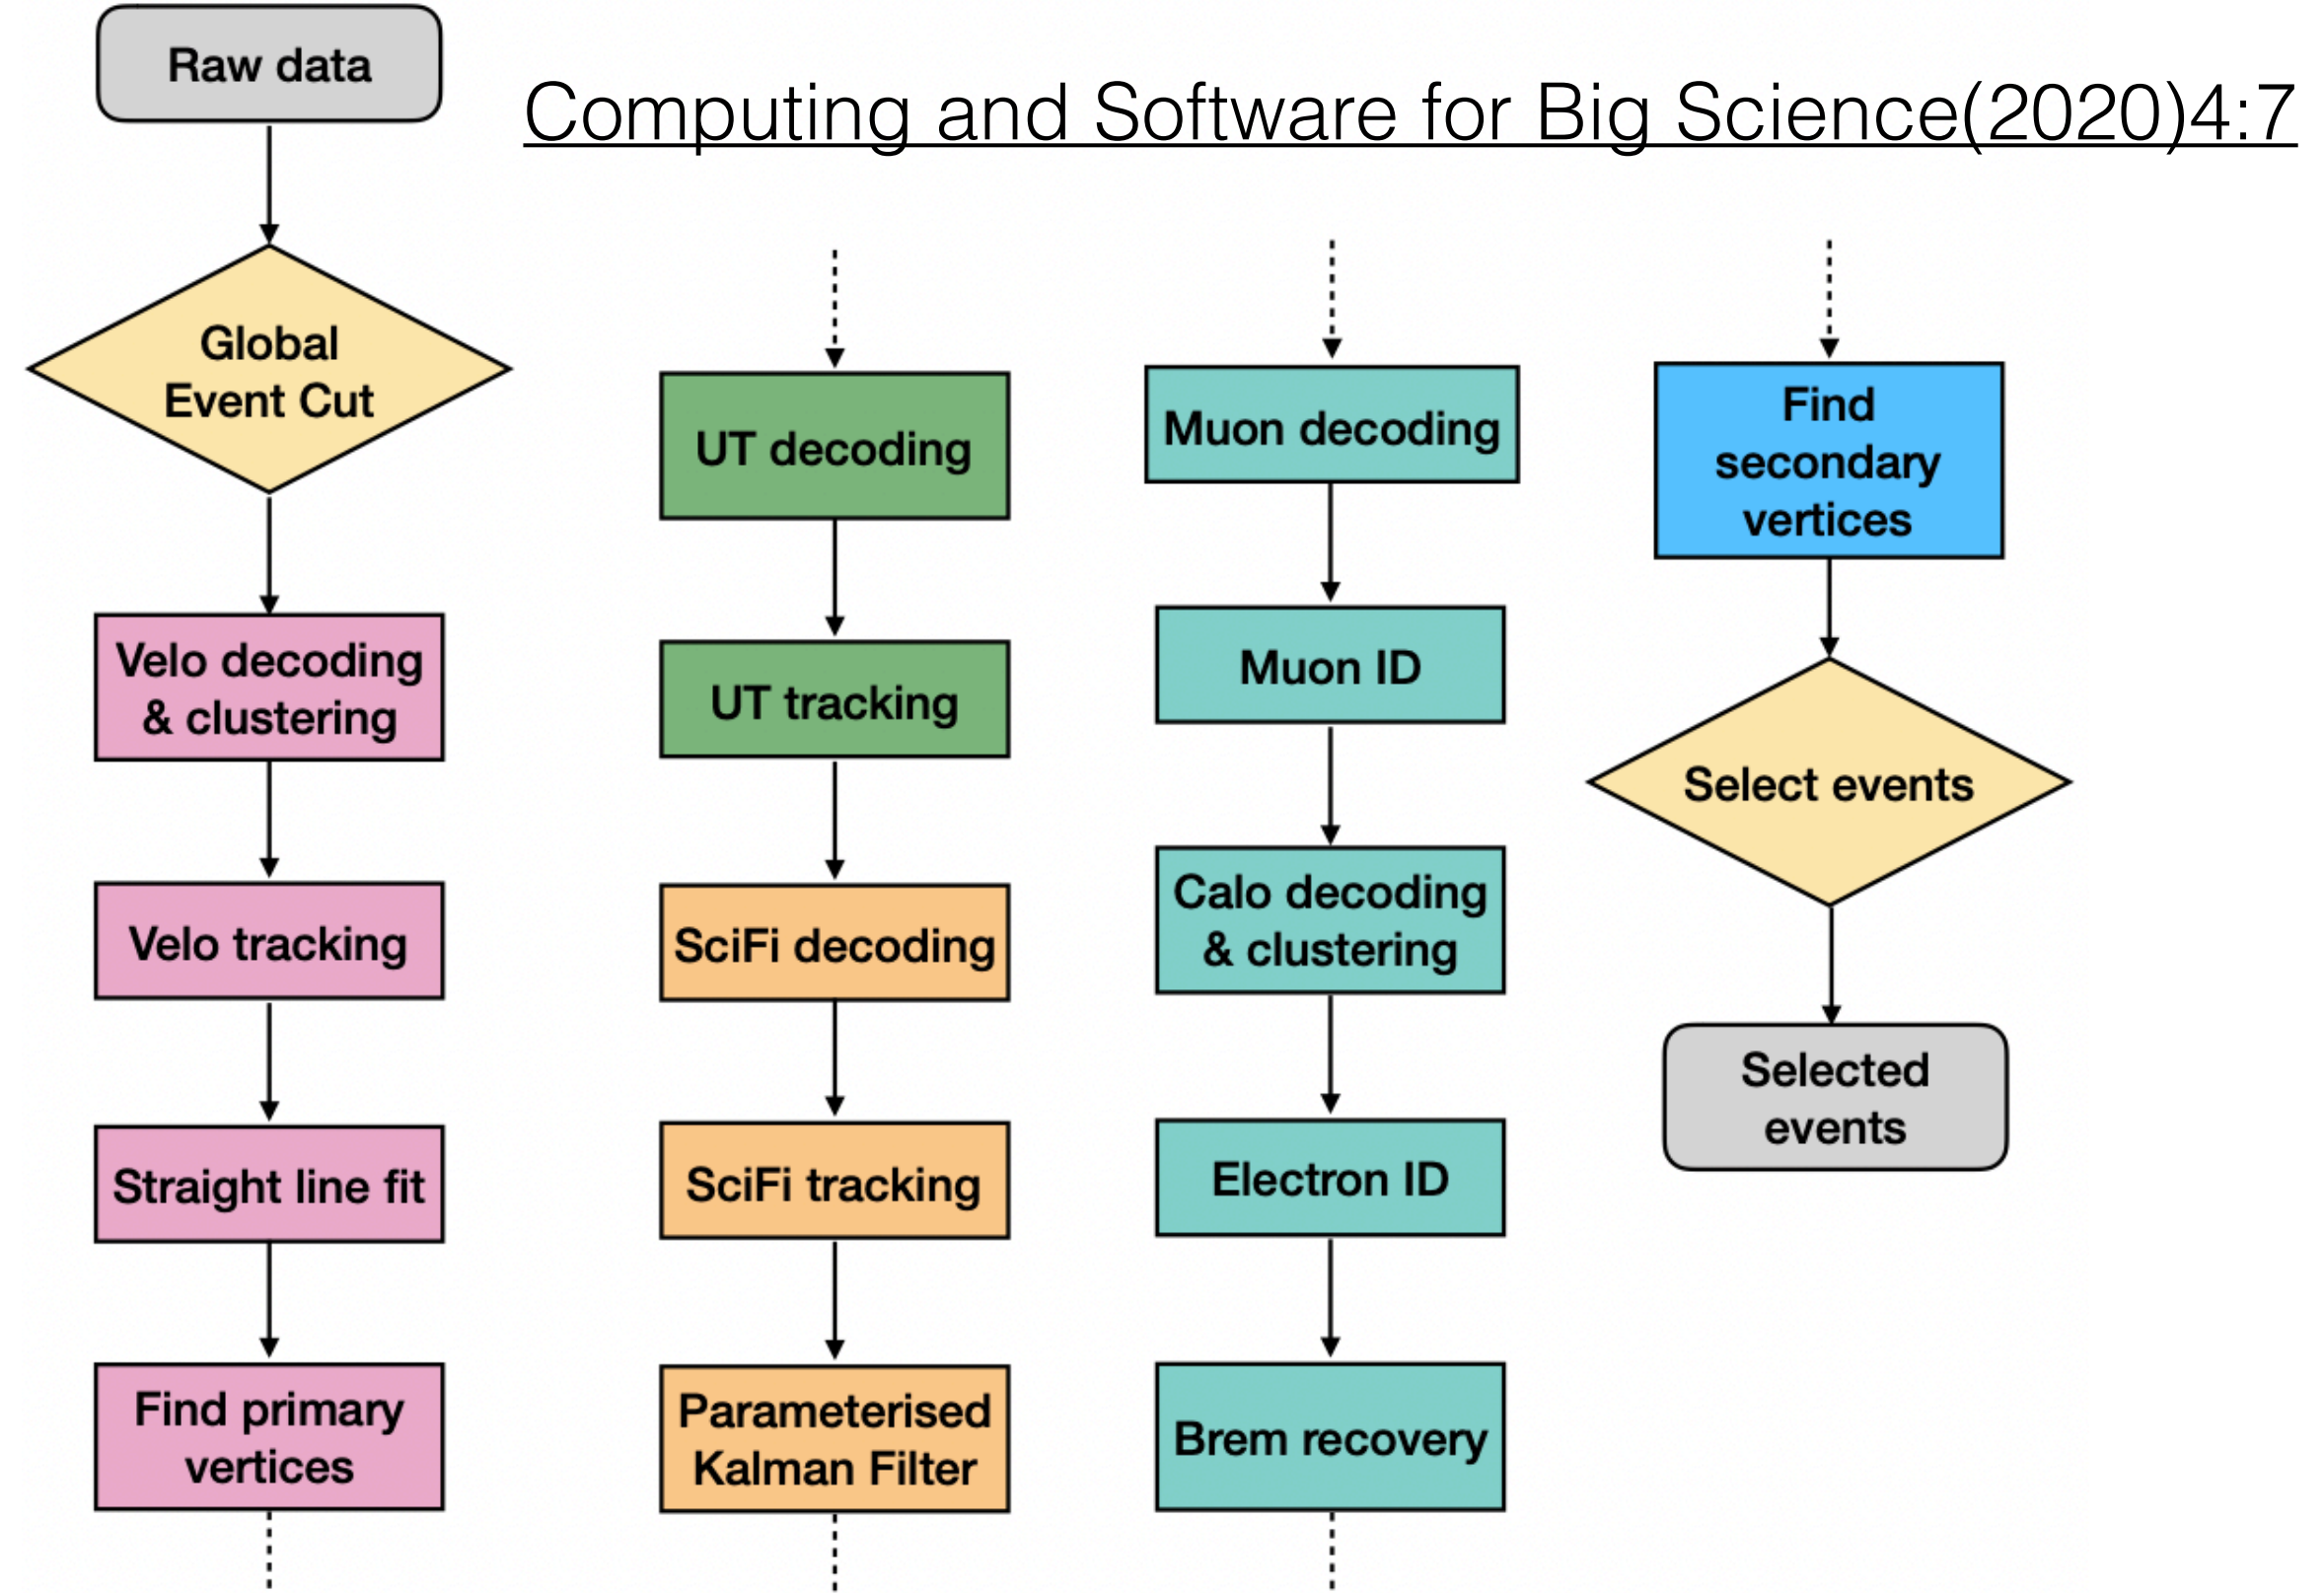 Raw data
Computing and Software for Big Science(2020)4:7
Global
Event Cut
Velo decoding
& clustering
Velo tracking
Straight line fit
Find primary
vertices
UT decoding
UT tracking
SciFi decoding
SciFi tracking
Parameterised
Kalman Filter
Muon decoding
Muon ID
Calo decoding
& clustering
Electron ID
Brem recovery
Find
secondary
vertices
Select events
Selected
events